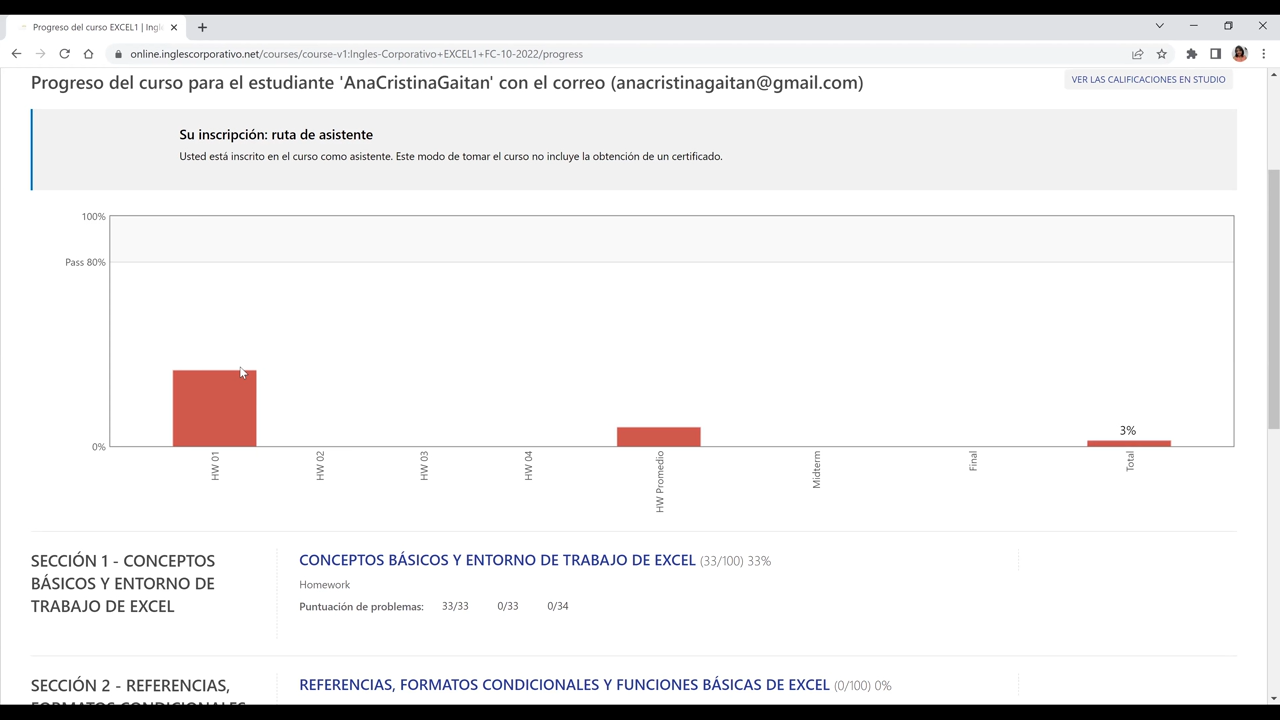 Progreso del curso EXCEL1 | Ingl
online.inglescorporativo.net/courses/course-v1:Ingles-Corporativo+EXCEL1+FC-10-2022/progress
Progreso del curso para el estudiante 'AnaCristinaGaitan' con el correo (anacristinagaitan@gmail.com)
VER LAS CALIFICACIONES EN STUDIO
Su inscripción: ruta de asistente
Usted está inscrito en el curso como asistente. Este modo de tomar el curso no incluye la obtención de un certificado.
100%
Pass 80%
0%
3%
HW 01
HW 02
HW 03
HW 04
HW Promedio
Midterm
Final
Total
SECCIÓN 1 - CONCEPTOS
BÁSICOS Y ENTORNO DE
TRABAJO DE EXCEL
CONCEPTOS BÁSICOS Y ENTORNO DE TRABAJO DE EXCEL (33/100) 33%
Homework
Puntuación de problemas: 33/33 0/33 0/34
SECCIÓN 2 - REFERENCIAS,
FORMATOS CONDICIONALES
REFERENCIAS, FORMATOS CONDICIONALES Y FUNCIONES BÁSICAS DE EXCEL (0/100) 0%